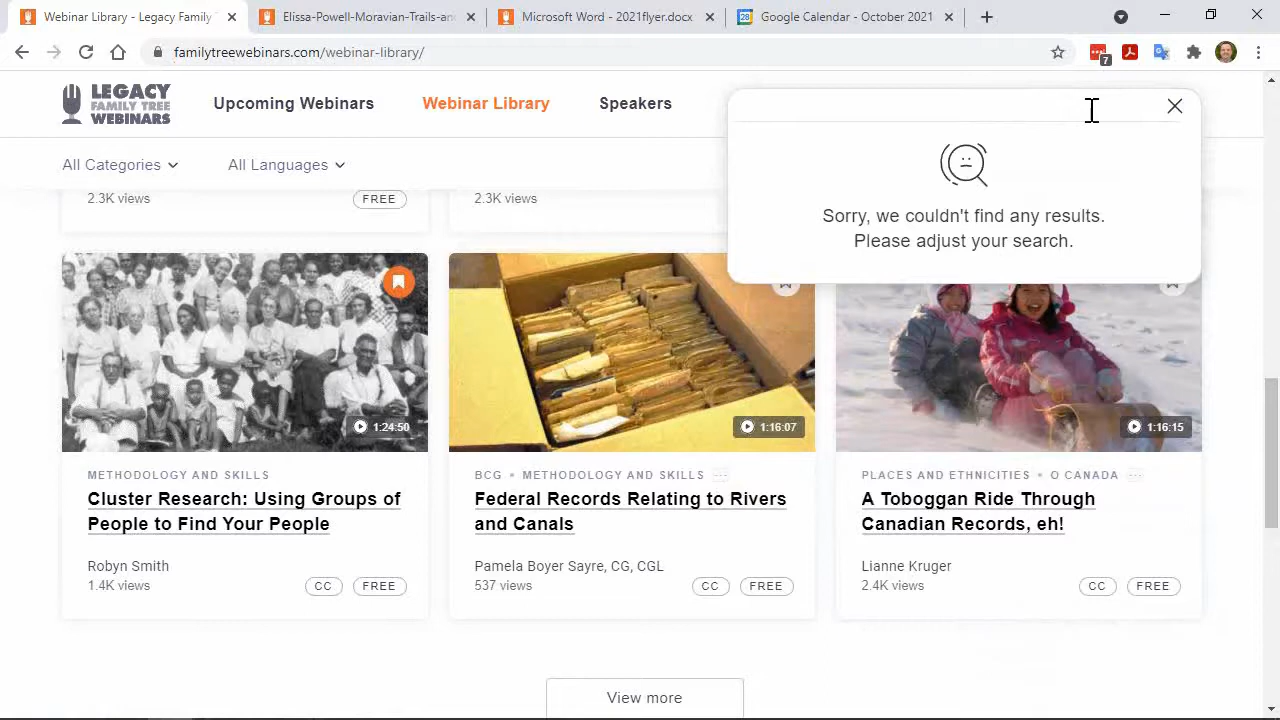 Webinar Library - Legacy Family
Elissa-Powell-Moravian-Trails-an
Microsoft Word - 2021flyer.docx
28 Google Calendar - October 2021
familytreewebinars.com/webinar-library/
7
LEGACY
FAMILY TREE
WEBINARS
Upcoming Webinars
Webinar Library
Speakers
All Categories
All Languages
2.3K views
FREE
2.3K views
Sorry, we couldn't find any results.
Please adjust your search.
1:24:50
1:16:07
1:16:15
METHODOLOGY AND SKILLS
Cluster Research: Using Groups of
People to Find Your People
Robyn Smith
1.4K views
CC
FREE
BCG • METHODOLOGY AND SKILLS ...
Federal Records Relating to Rivers
and Canals
Pamela Boyer Sayre, CG, CGL
537 views
CC
FREE
PLACES AND ETHNICITIES • O CANADA ...
A Toboggan Ride Through
Canadian Records, eh!
Lianne Kruger
2.4K views
CC
FREE
View more